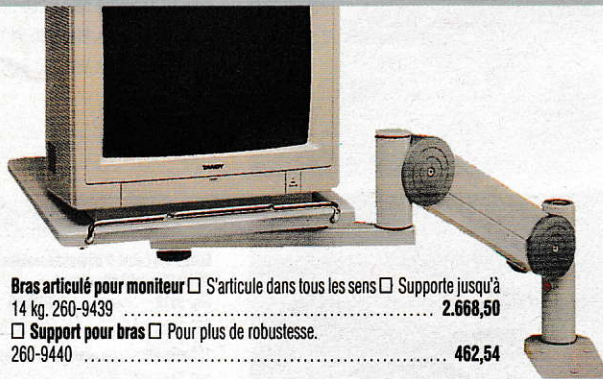 TANDY
Bras articulé pour moniteur □ S'articule dans tous les sens □ Supporte jusqu'à
14 kg. 260-9439 ........................................ 2.668,50
□ Support pour bras □ Pour plus de robustesse.
260-9440 ............................................... 462,54